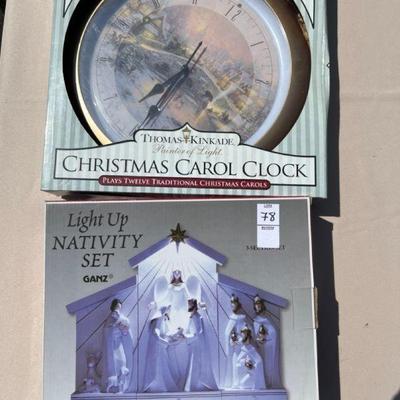 THOMAS KINKADE
Painter of Light
CHRISTMAS CAROL CLOCK
PLAYS TWELVE TRADITIONAL CHRISTMAS CAROLS
Light Up
NATIVITY
SET
GANZ®
78